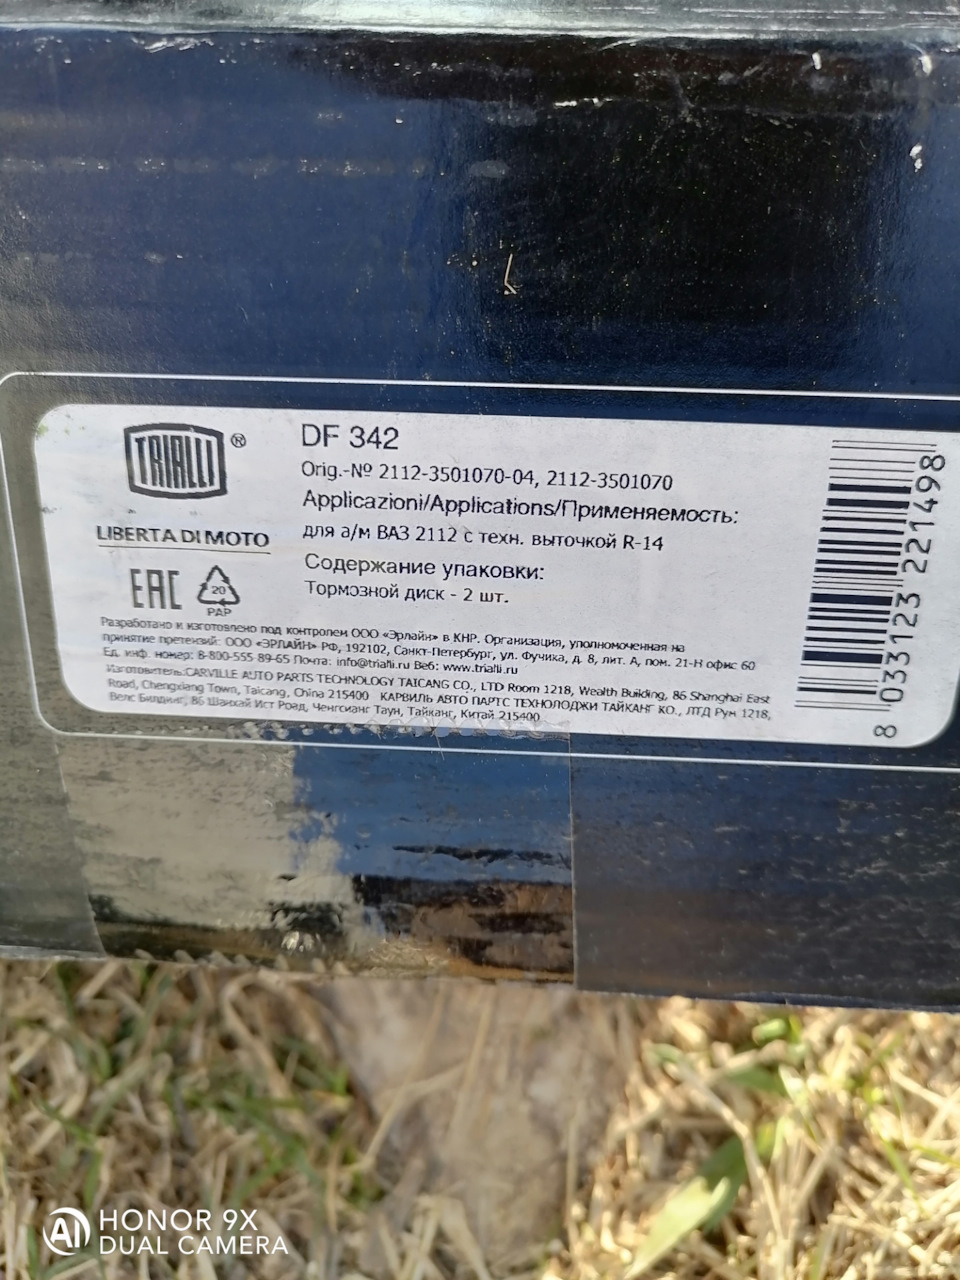 TRIALLI ®
LIBERTA DI MOTO
EAC
20
PAP
DF 342
Orig.-№ 2112-3501070-04, 2112-3501070
Applicazioni/Applications/Применяемость:
для а/м ВАЗ 2112 с техн. выточкой R-14
Содержание упаковки:
Тормозной диск - 2 шт.
Разработано и изготовлено под контролем ООО «Эрлайн» в КНР. Организация, уполномоченная на
принятие претензий: ООО «ЭРЛАЙН» РФ, 192102, Санкт-Петербург, ул. Фучика, д. 8, лит. А, пом. 21-Н офис 60
Ед. инф. номер: 8-800-555-89-65 Почта: info@trialli.ru Веб: www.trialli.ru
Изготовитель:CARVILLE AUTO PARTS TECHNOLOGY TAICANG CO., LTD Room 1218, Wealth Building, 86 Shanghai East
Road, Chengxiang Town, Taicang, China 215400 КАРВИЛЬ АВТО ПАРТС ТЕХНОЛОДЖИ ТАЙКАНГ КО., ЛТД Рум 1218,
Велс Билдинг, 86 Шанхай Ист Роад, Ченгсианг Таун, Тайканг, Китай 215400
8 033123 221498
AI HONOR 9X
DUAL CAMERA